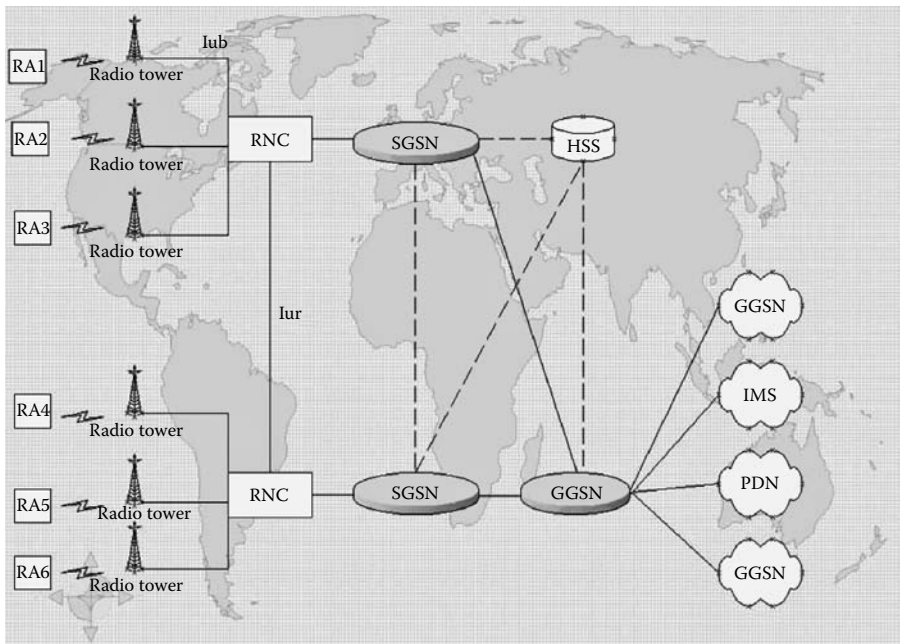 Iub
RA1
Radio tower
RA2
RNC
SGSN
HSS
Radio tower
RA3
Radio tower
GGSN
Iur
IMS
RA4
Radio tower
RNC
SGSN
GGSN
PDN
RA5
Radio tower
RA6
Radio tower
GGSN